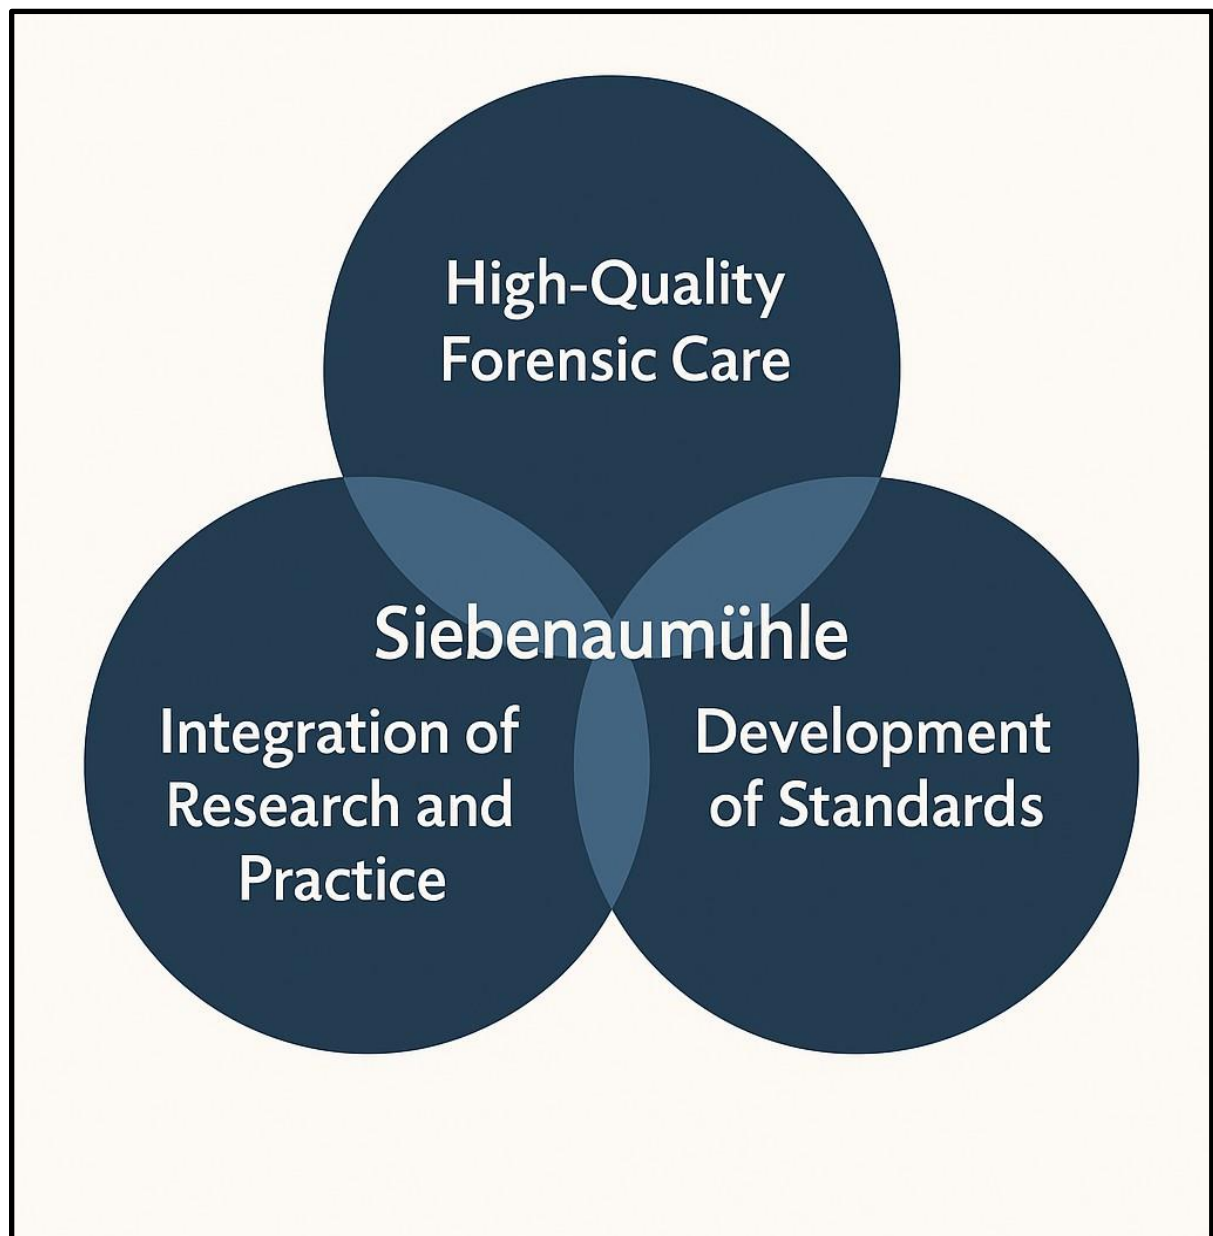 High-Quality
Forensic Care
Siebenaumühle
Integration of
Research and
Practice
Development
of Standards